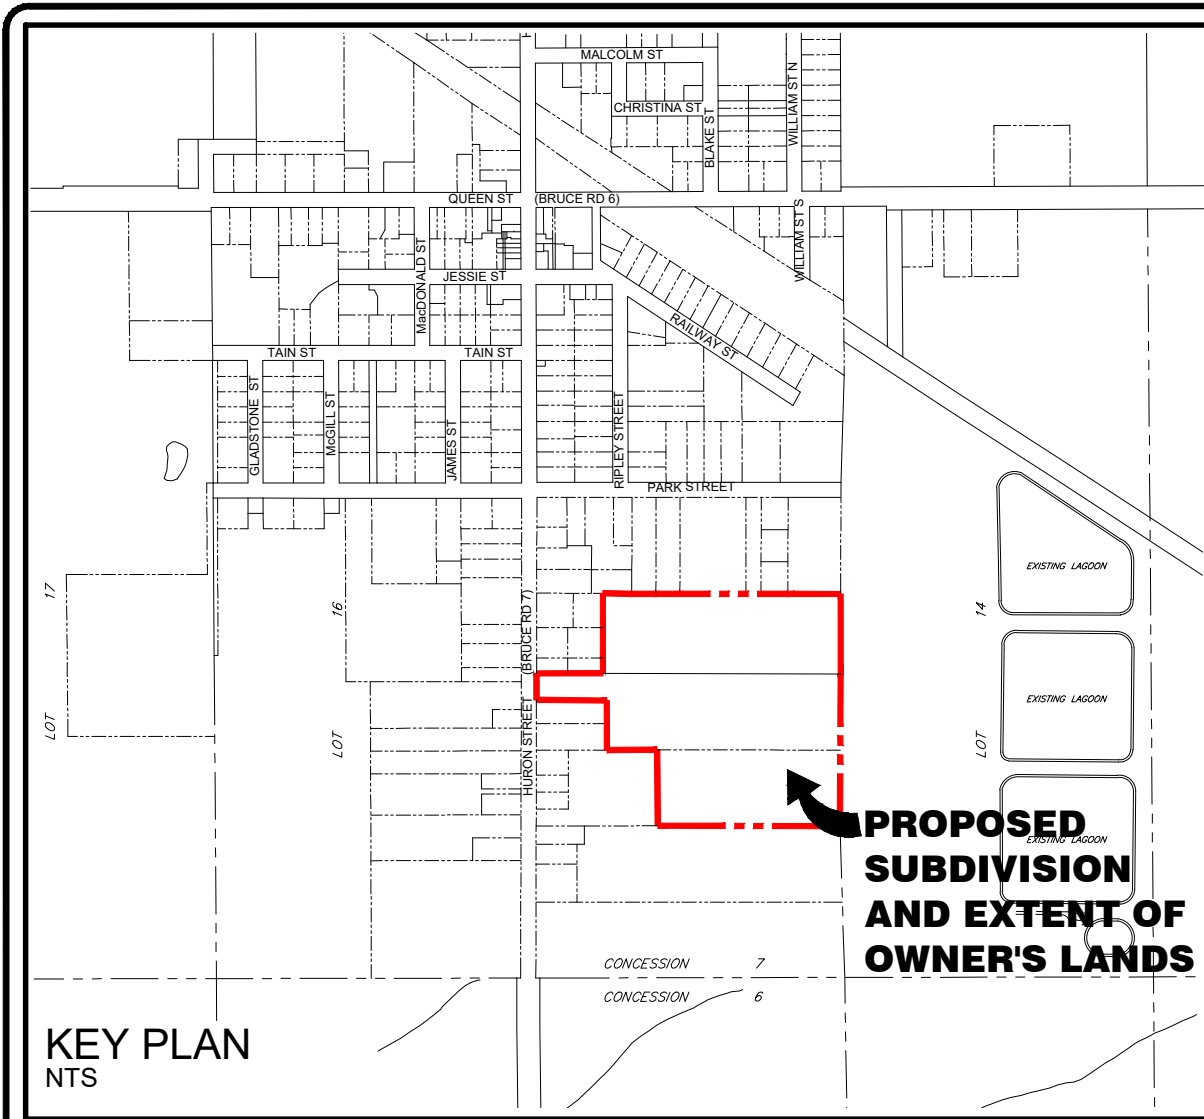 MALCOLM ST
CHRISTINA ST
BLAKE ST
WILLIAM ST N
QUEEN ST (BRUCE RD 6)
WILLIAM ST S
MacDONALD ST
JESSIE ST
RAILWAY ST
TAIN ST
TAIN ST
GLADSTONE ST
McGILL ST
JAMES ST
RIPLEY STREET
PARK STREET
EXISTING LAGOON
LOT 17
LOT 16
HURON STREET (BRUCE RD 7)
LOT 14
EXISTING LAGOON
EXISTING LAGOON
PROPOSED
SUBDIVISION
AND EXTENT OF
OWNER'S LANDS
CONCESSION 7
CONCESSION 6
KEY PLAN
NTS